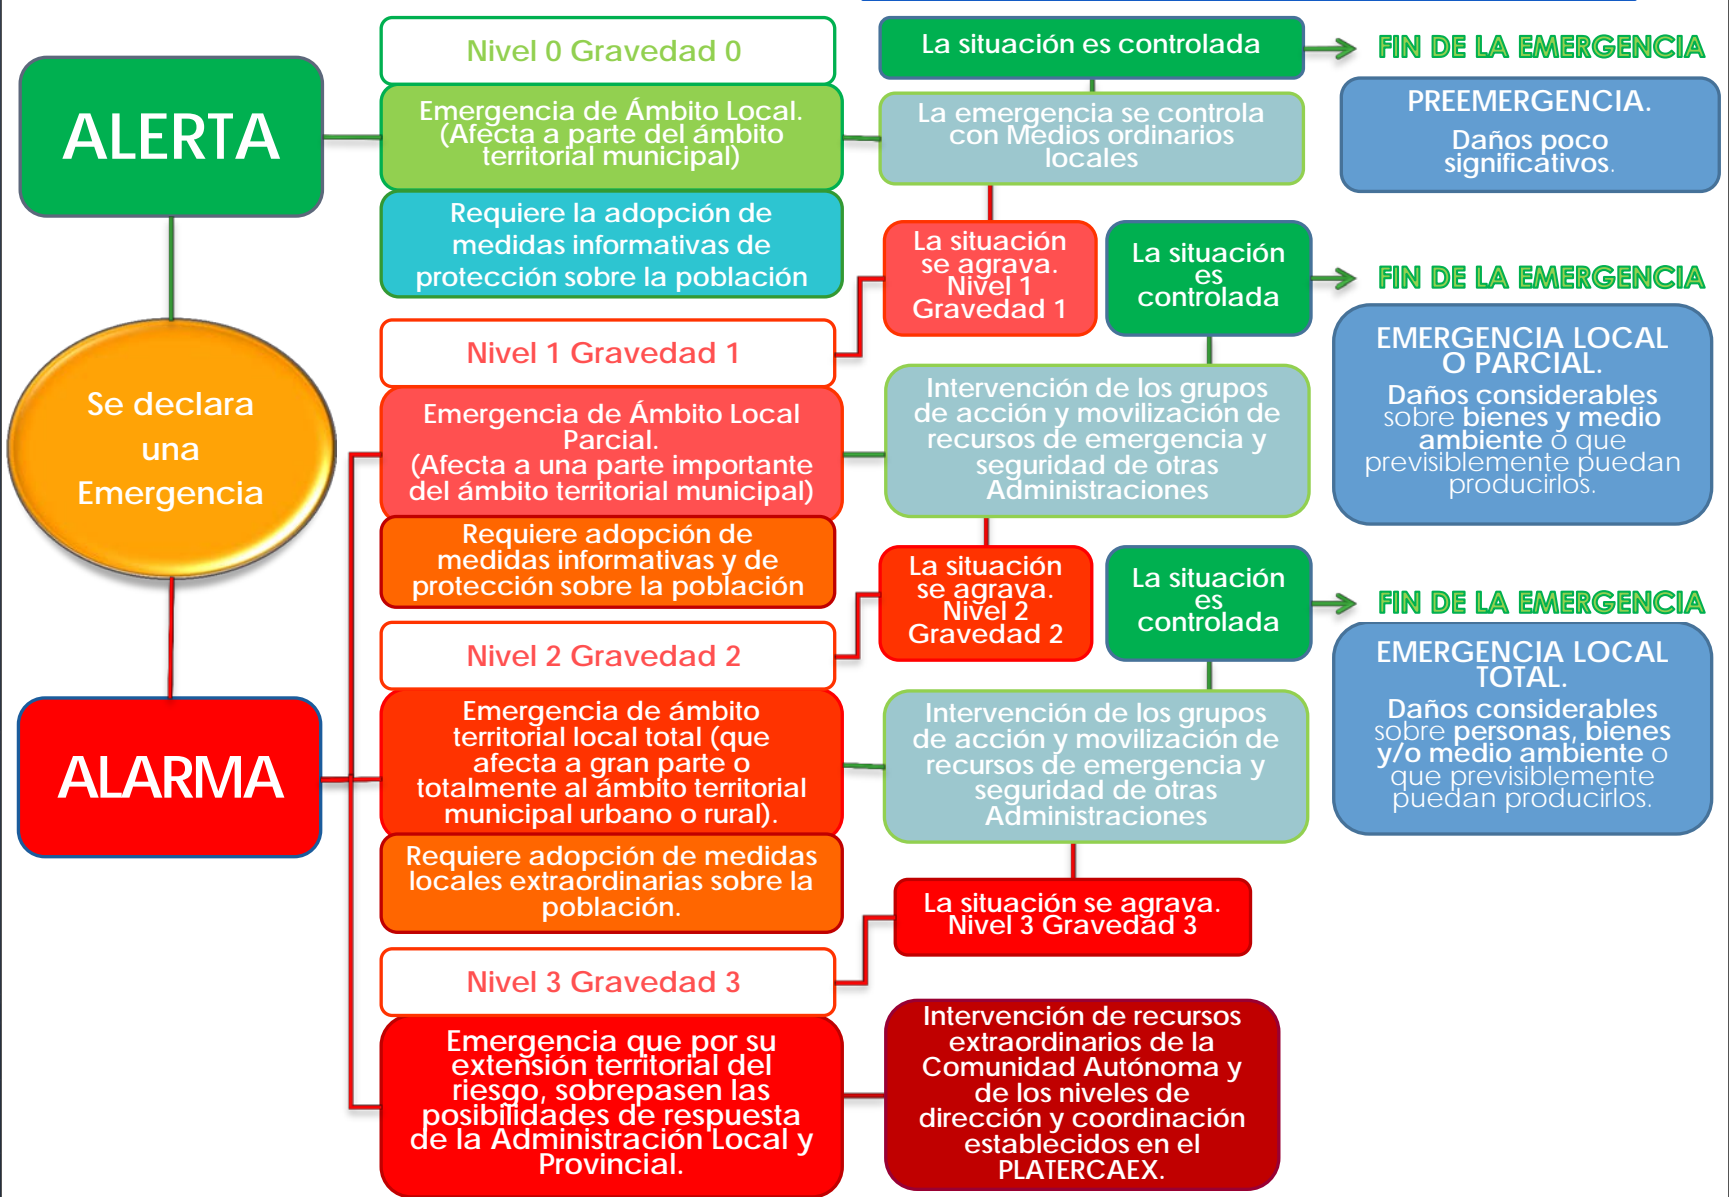 ALERTA
Se declara
una
Emergencia
ALARMA
Nivel 0 Gravedad 0
Emergencia de Ámbito Local.
(Afecta a parte del ámbito
territorial municipal)
Requiere la adopción de
medidas informativas de
protección sobre la población
La situación es controlada
FIN DE LA EMERGENCIA
La emergencia se controla
con Medios ordinarios
locales
PREEMERGENCIA.
Daños poco
significativos.
La situación
se agrava.
Nivel 1
Gravedad 1
La situación
es
controlada
FIN DE LA EMERGENCIA
Nivel 1 Gravedad 1
Emergencia de Ámbito Local
Parcial.
(Afecta a una parte importante
del ámbito territorial municipal)
Requiere adopción de
medidas informativas y de
protección sobre la población
Intervención de los grupos
de acción y movilización de
recursos de emergencia y
seguridad de otras
Administraciones
EMERGENCIA LOCAL
O PARCIAL.
Daños considerables
sobre bienes y medio
ambiente o que
previsiblemente puedan
producirlos.
La situación
se agrava.
Nivel 2
Gravedad 2
La situación
es
controlada
FIN DE LA EMERGENCIA
Nivel 2 Gravedad 2
Emergencia de ámbito
territorial local total (que
afecta a gran parte o
totalmente al ámbito territorial
municipal urbano o rural).
Requiere adopción de medidas
locales extraordinarias sobre la
población.
Intervención de los grupos
de acción y movilización de
recursos de emergencia y
seguridad de otras
Administraciones
EMERGENCIA LOCAL
TOTAL.
Daños considerables
sobre personas, bienes
y/o medio ambiente o
que previsiblemente
puedan producirlos.
La situación se agrava.
Nivel 3 Gravedad 3
Nivel 3 Gravedad 3
Emergencia que por su
extensión territorial del
riesgo, sobrepasen las
posibilidades de respuesta
de la Administración Local y
Provincial.
Intervención de recursos
extraordinarios de la
Comunidad Autónoma y
de los niveles de
dirección y coordinación
establecidos en el
PLATERCAEX.